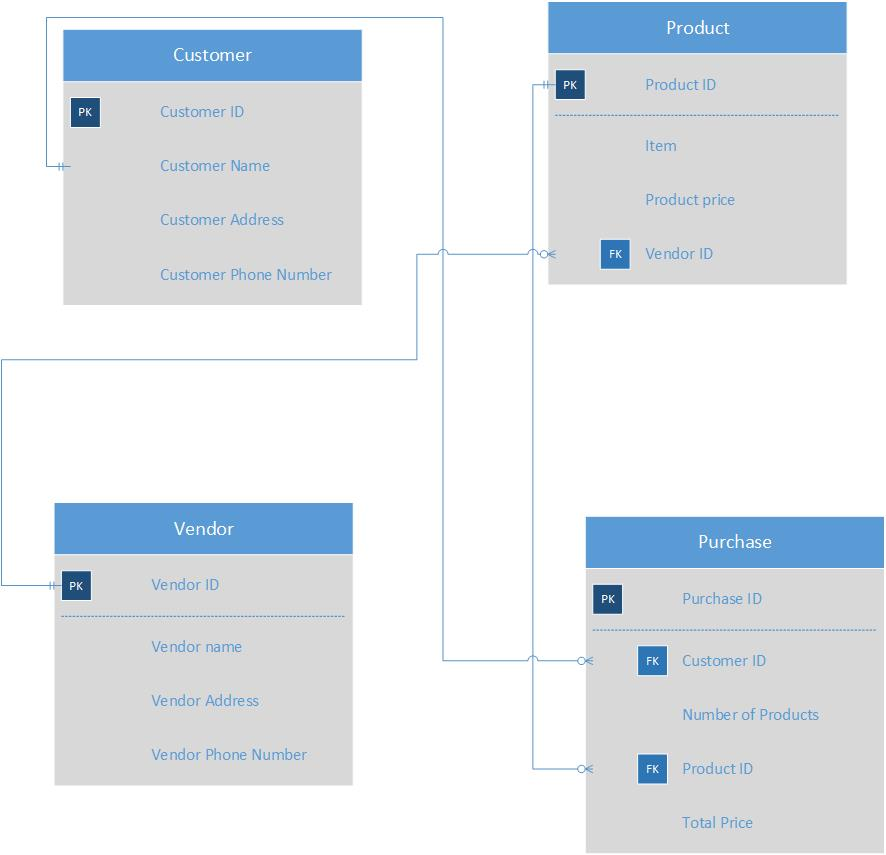 Customer
PK Customer ID
Customer Name
Customer Address
Customer Phone Number
Product
PK Product ID
Item
Product price
FK Vendor ID
Vendor
PK Vendor ID
Vendor name
Vendor Address
Vendor Phone Number
Purchase
PK Purchase ID
FK Customer ID
Number of Products
FK Product ID
Total Price